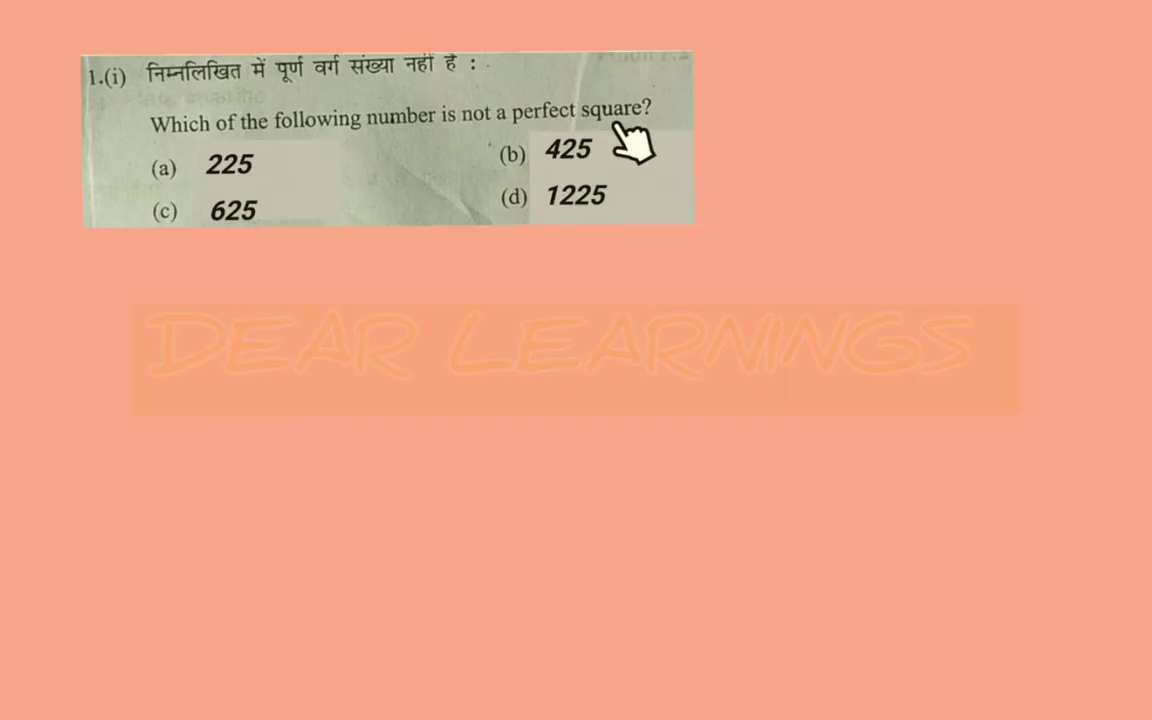 1.(i) निम्नलिखित में पूर्ण वर्ग संख्या नहीं है :
Which of the following number is not a perfect square?
(a) 225 (b) 425
(c) 625 (d) 1225
DEAR LEARNINGS